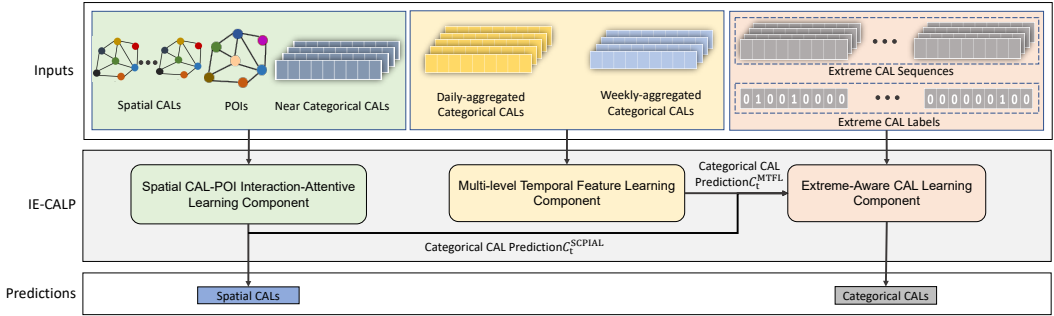 Inputs
Spatial CALs
POIs
Near Categorical CALs
Daily-aggregated
Categorical CALs
Weekly-aggregated
Categorical CALs
Extreme CAL Sequences
0 1 0 0 1 0 0 0 0
0 0 0 0 0 0 1 0 0
Extreme CAL Labels
IE-CALP
Spatial CAL-POI Interaction-Attentive
Learning Component
Multi-level Temporal Feature Learning
Component
Categorical CAL
Prediction C_t^MTFL
Extreme-Aware CAL Learning
Component
Categorical CAL Prediction C_t^SCPIAL
Predictions
Spatial CALs
Categorical CALs